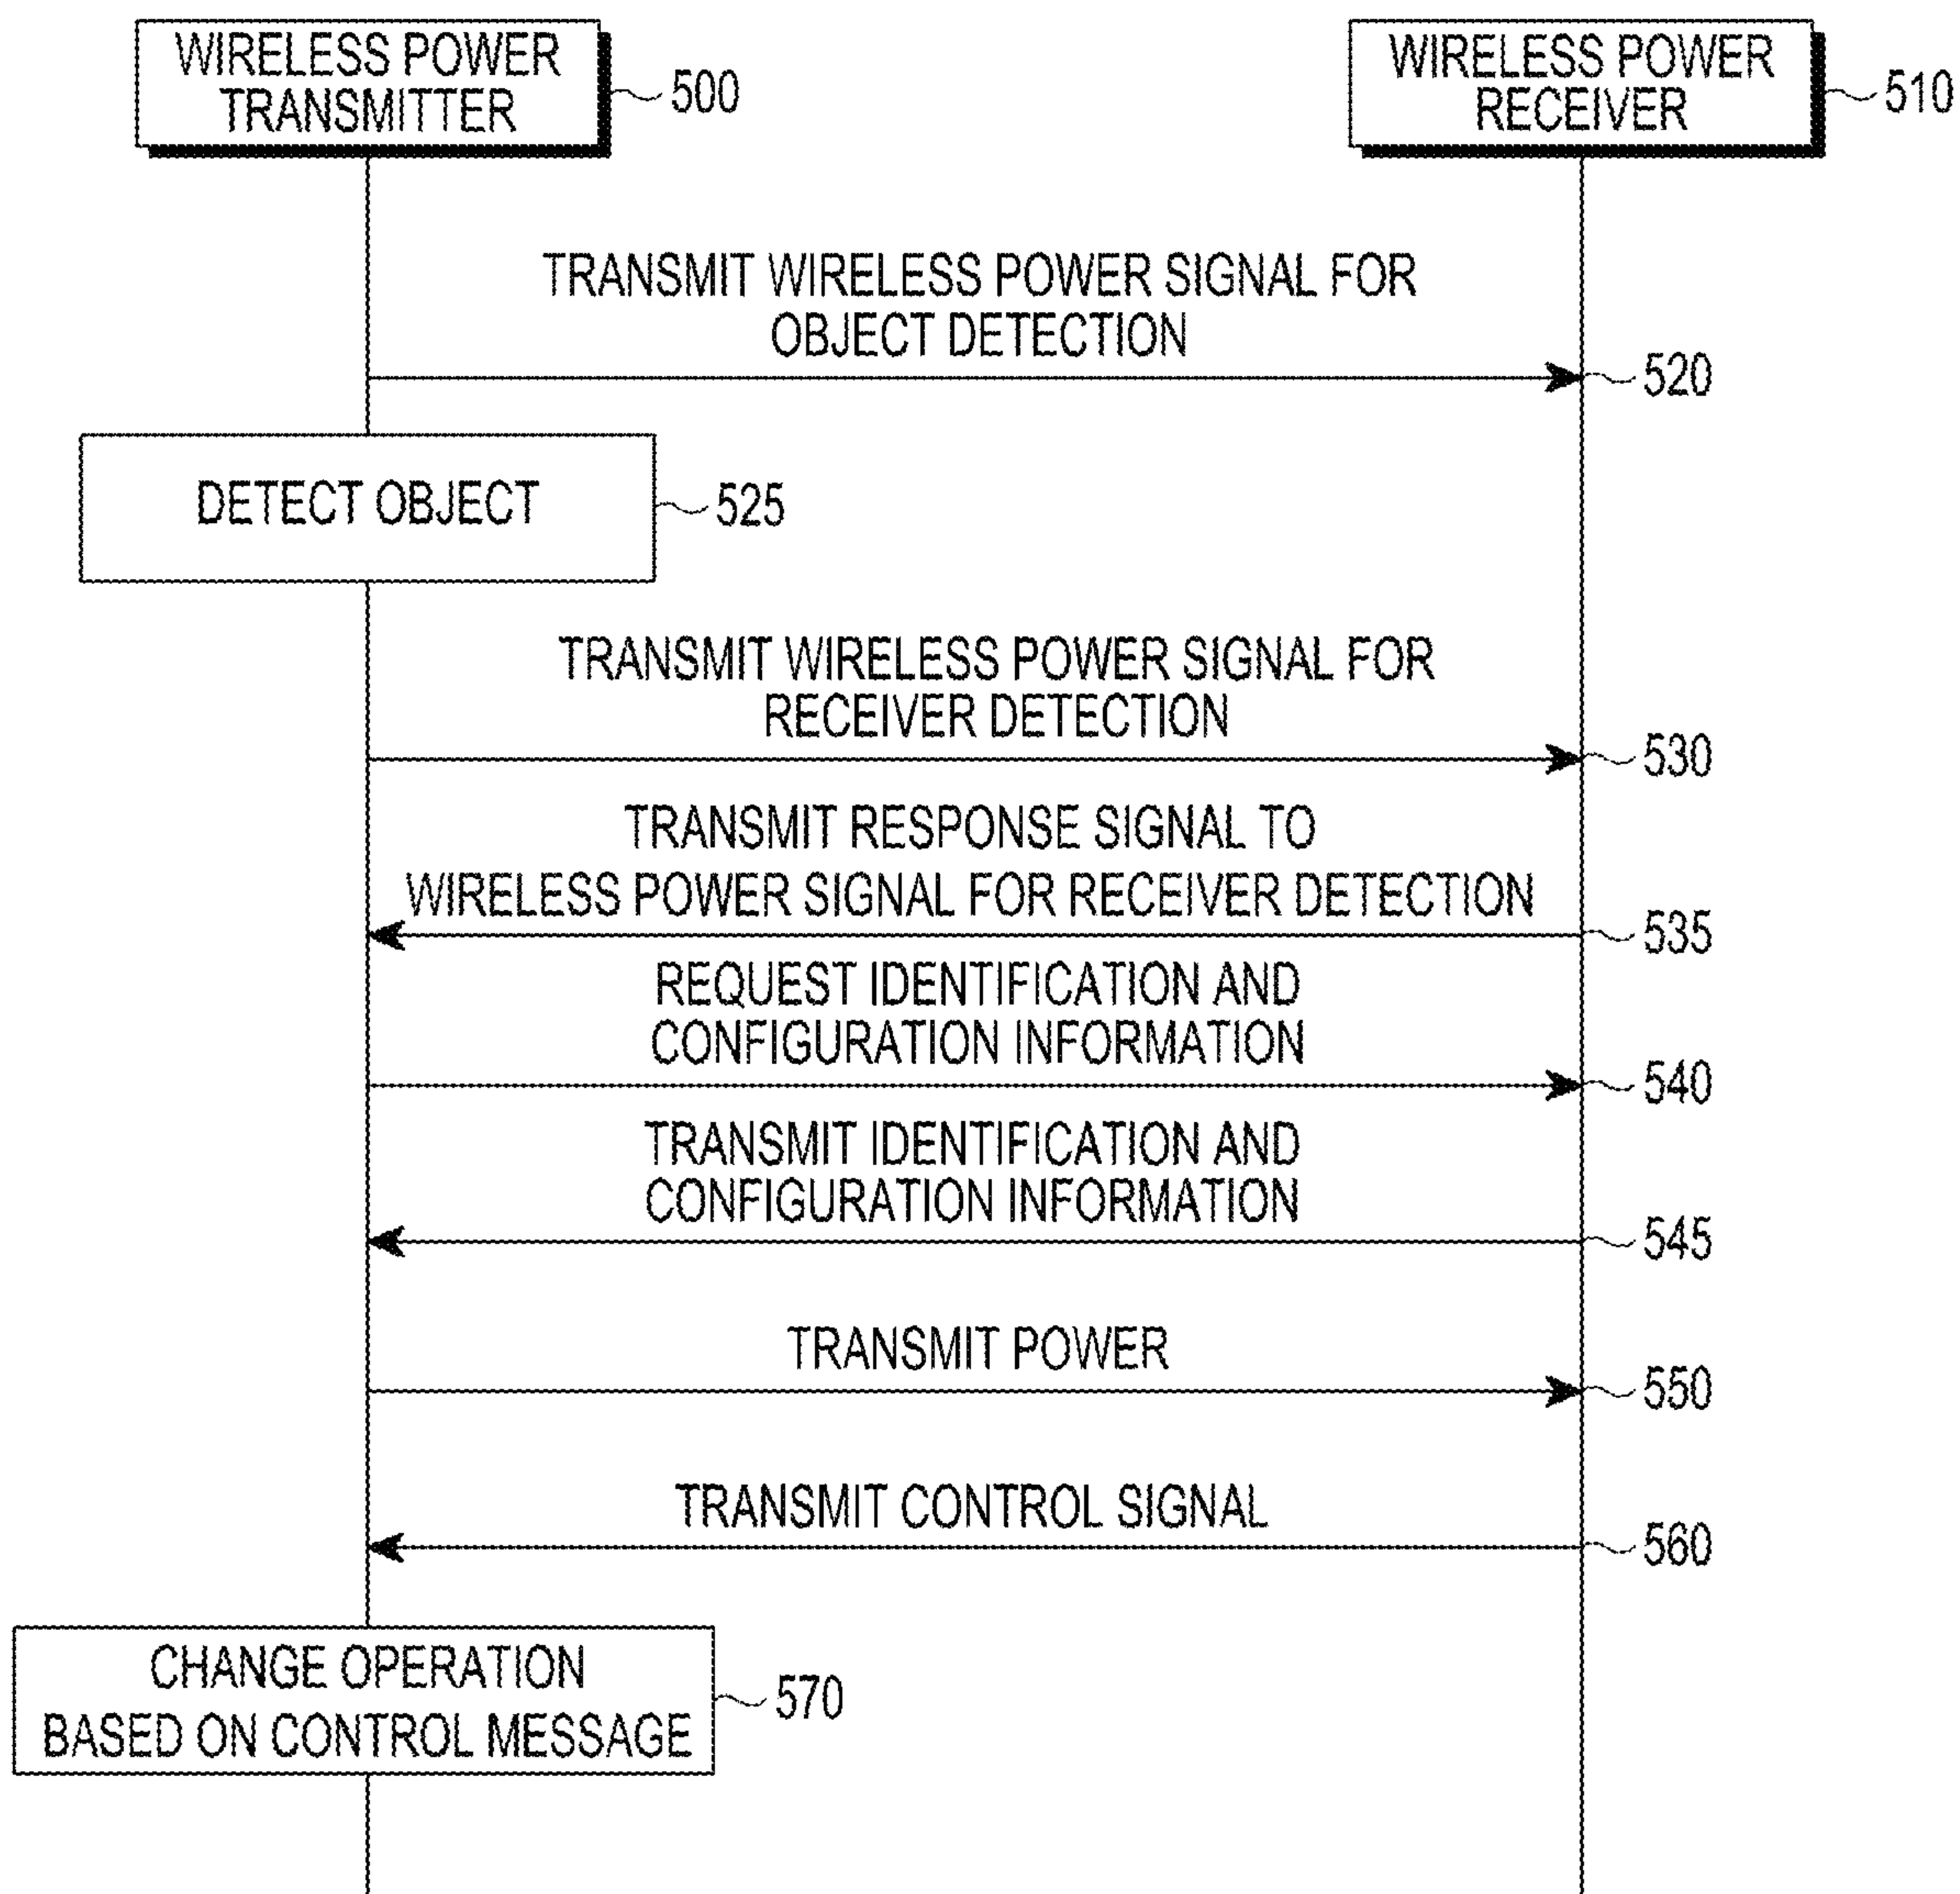 WIRELESS POWER
TRANSMITTER
500
WIRELESS POWER
RECEIVER
510
TRANSMIT WIRELESS POWER SIGNAL FOR
OBJECT DETECTION
520
DETECT OBJECT
525
TRANSMIT WIRELESS POWER SIGNAL FOR
RECEIVER DETECTION
530
TRANSMIT RESPONSE SIGNAL TO
WIRELESS POWER SIGNAL FOR RECEIVER DETECTION
535
REQUEST IDENTIFICATION AND
CONFIGURATION INFORMATION
540
TRANSMIT IDENTIFICATION AND
CONFIGURATION INFORMATION
545
TRANSMIT POWER
550
TRANSMIT CONTROL SIGNAL
560
CHANGE OPERATION
BASED ON CONTROL MESSAGE
570